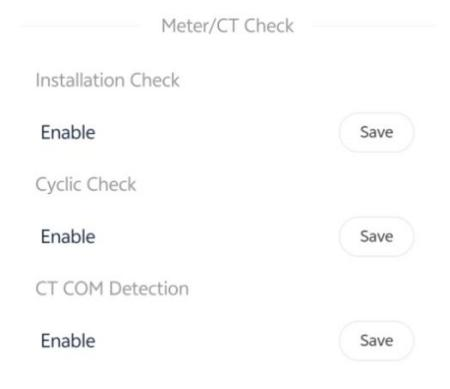 Meter/CT Check
Installation Check
Enable Save
Cyclic Check
Enable Save
CT COM Detection
Enable Save